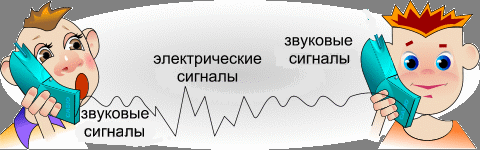 звуковые
сигналы
электрические
сигналы
звуковые
сигналы